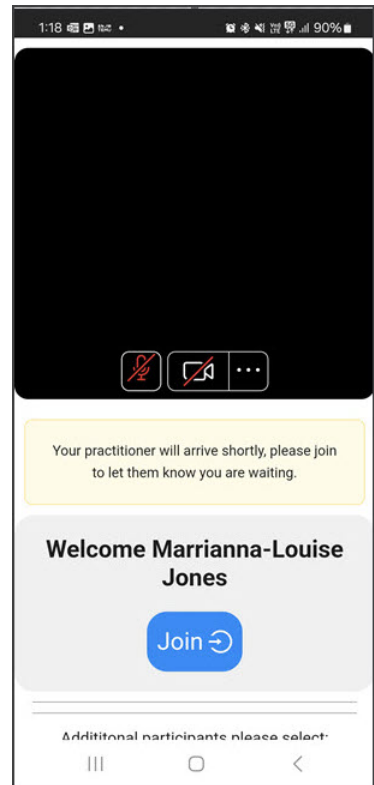 1:18
90%
Your practitioner will arrive shortly, please join
to let them know you are waiting.
Welcome Marrianna-Louise
Jones
Join
Addititonal participants please select: